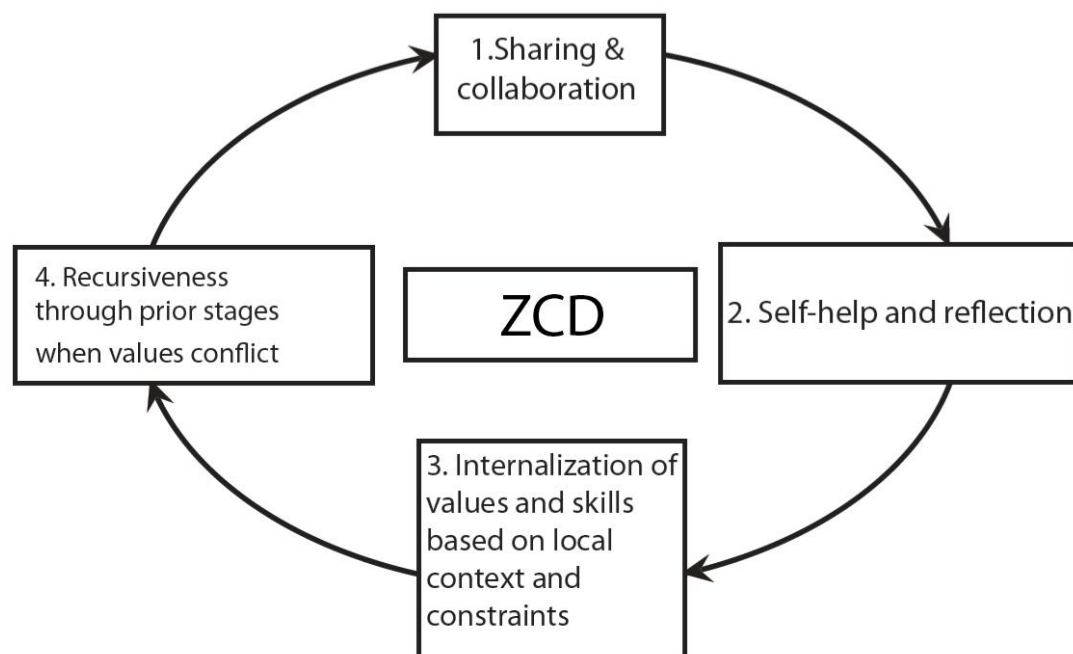 1.Sharing &
collaboration
2. Self-help and reflection
3. Internalization of
values and skills
based on local
context and
constraints
4. Recursiveness
through prior stages
when values conflict
ZCD